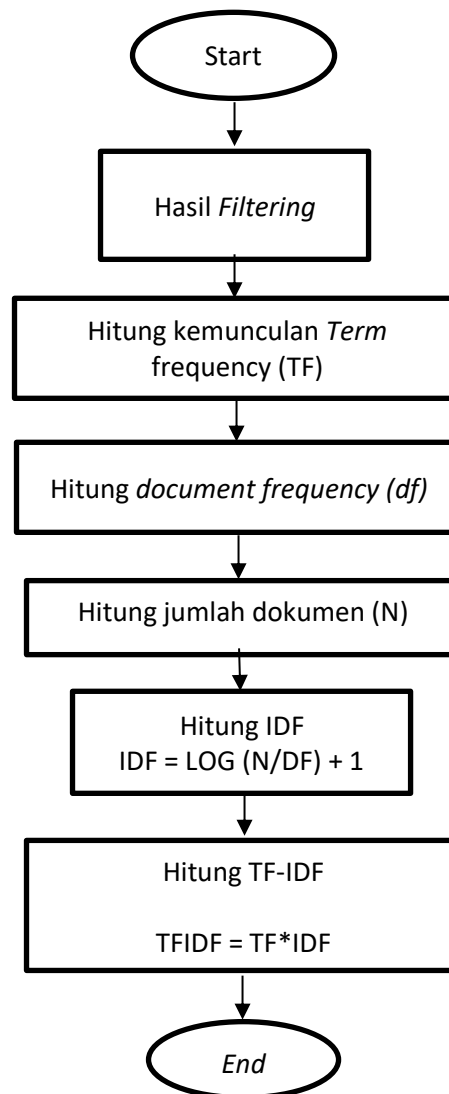 Start
Hasil Filtering
Hitung kemunculan Term
frequency (TF)
Hitung document frequency (df)
Hitung jumlah dokumen (N)
Hitung IDF
IDF = LOG (N/DF) + 1
Hitung TF-IDF
TFIDF = TF*IDF
End